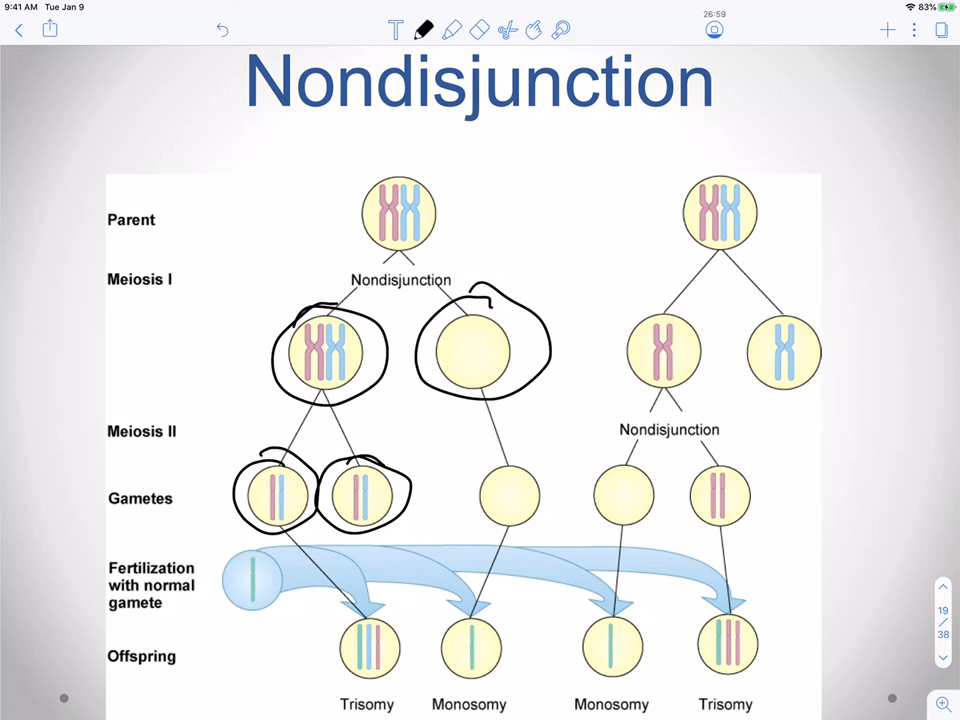 9:41 AM Tue Jan 9
83%
26:59
Nondisjunction
Parent
Meiosis I
Nondisjunction
Meiosis II
Nondisjunction
Gametes
Fertilization
with normal
gamete
Offspring
Trisomy Monosomy Monosomy Trisomy
19
/
38